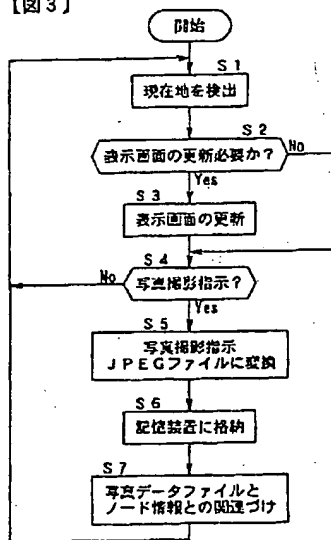 【図3】
開始
S1
現在地を検出
S2
表示画面の更新必要か？
No
Yes
S3
表示画面の更新
S4
No
写真撮影指示？
Yes
S5
写真撮影指示
JPEGファイルに変換
S6
記憶装置に格納
S7
写真データファイルと
ノード情報との関連づけ